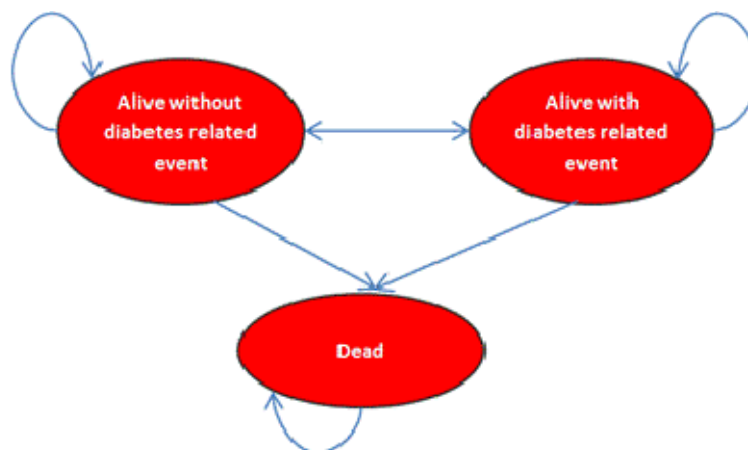 Alive without
diabetes related
event
Alive with
diabetes related
event
Dead